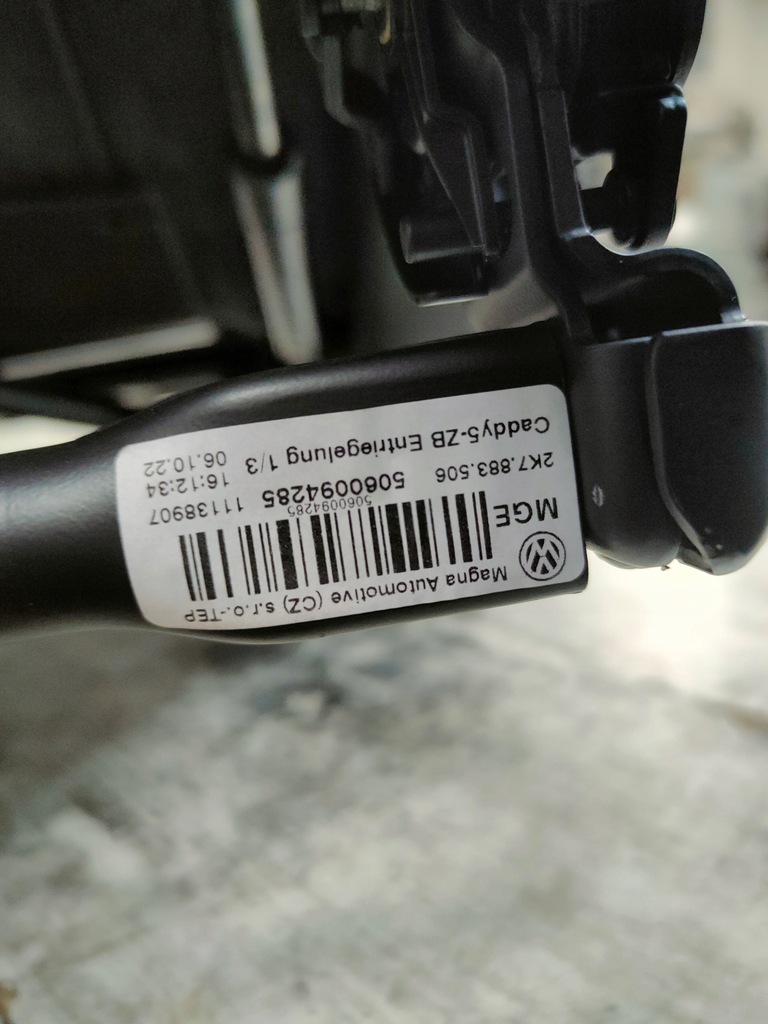 Magna Automotive (CZ) s.r.o.-TEP
MGE
5060094285
2K7.883.506 5060094285 11138907
16:12:34
Caddy5-ZB Entriegelung 1/3 06.10.22